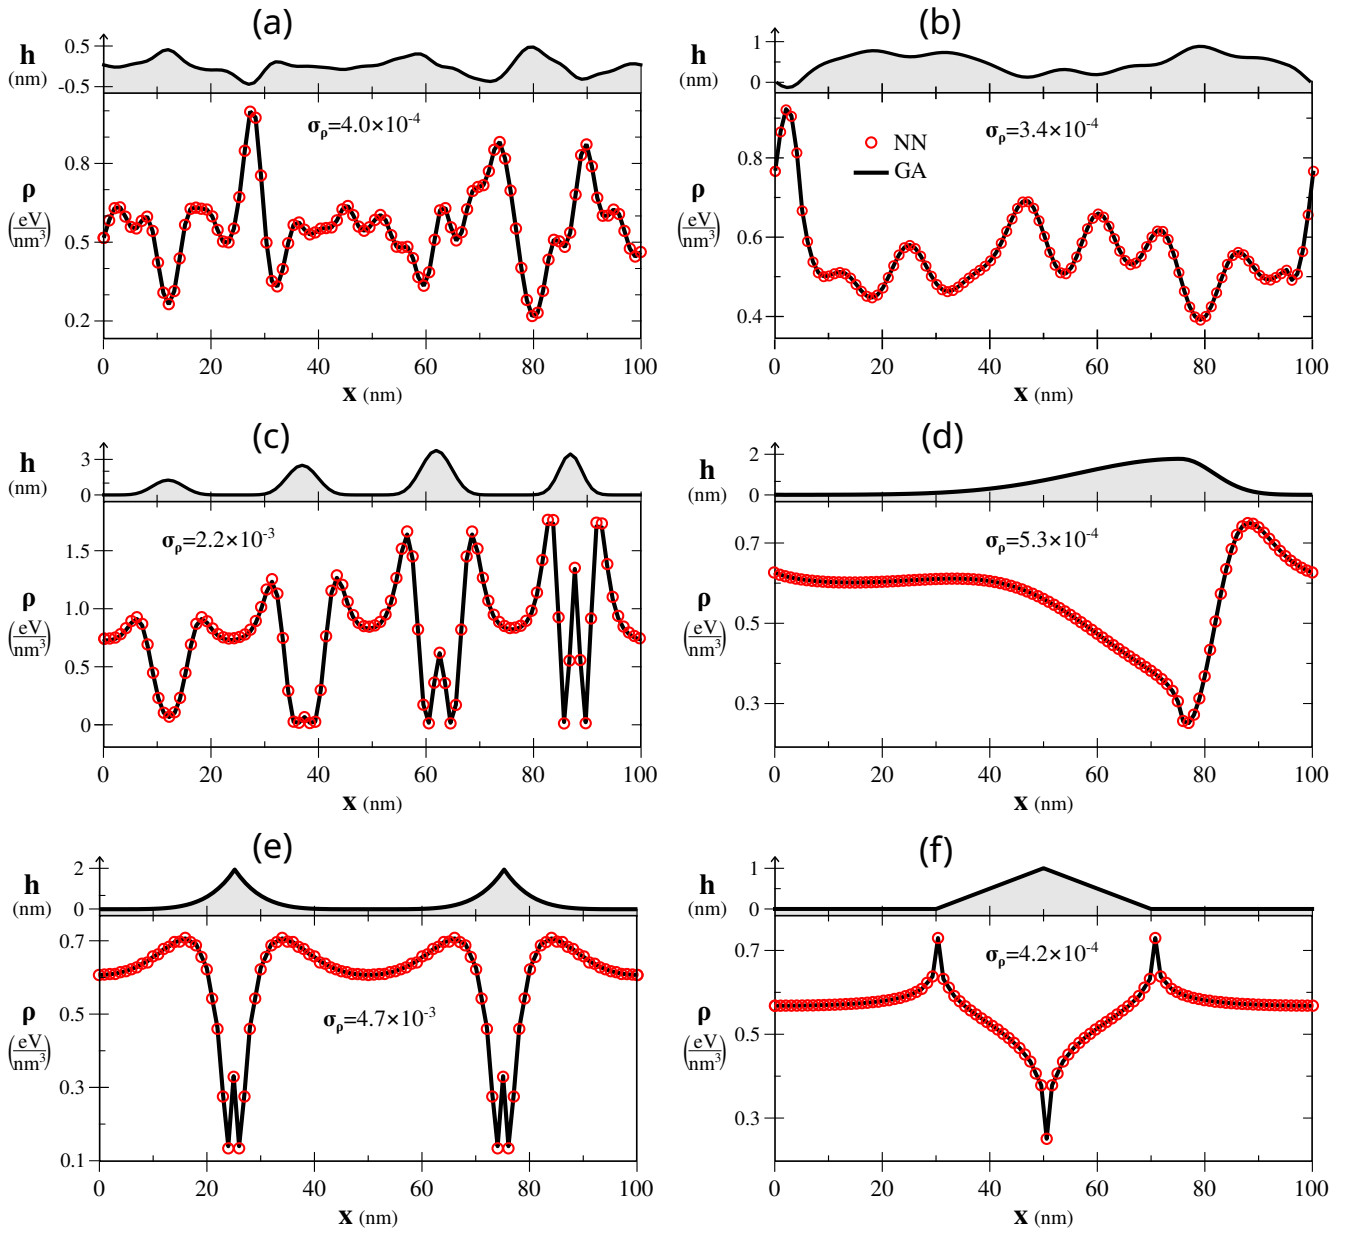 (a)
h
(nm)
0.5
-0.5
σρ=4.0×10-4
0.8
0.5
0.2
ρ
(eV/nm3)
0 20 40 60 80 100
x (nm)
(b)
h
(nm)
1
0
σρ=3.4×10-4
NN
GA
0.8
0.6
0.4
ρ
(eV/nm3)
0 20 40 60 80 100
x (nm)
(c)
h
(nm)
3
0
σρ=2.2×10-3
1.5
1.0
0.5
0
ρ
(eV/nm3)
0 20 40 60 80 100
x (nm)
(d)
h
(nm)
2
0
σρ=5.3×10-4
0.7
0.5
0.3
ρ
(eV/nm3)
0 20 40 60 80 100
x (nm)
(e)
h
(nm)
2
0
σρ=4.7×10-3
0.7
0.5
0.3
0.1
ρ
(eV/nm3)
0 20 40 60 80 100
x (nm)
(f)
h
(nm)
1
0
σρ=4.2×10-4
0.7
0.5
0.3
ρ
(eV/nm3)
0 20 40 60 80 100
x (nm)